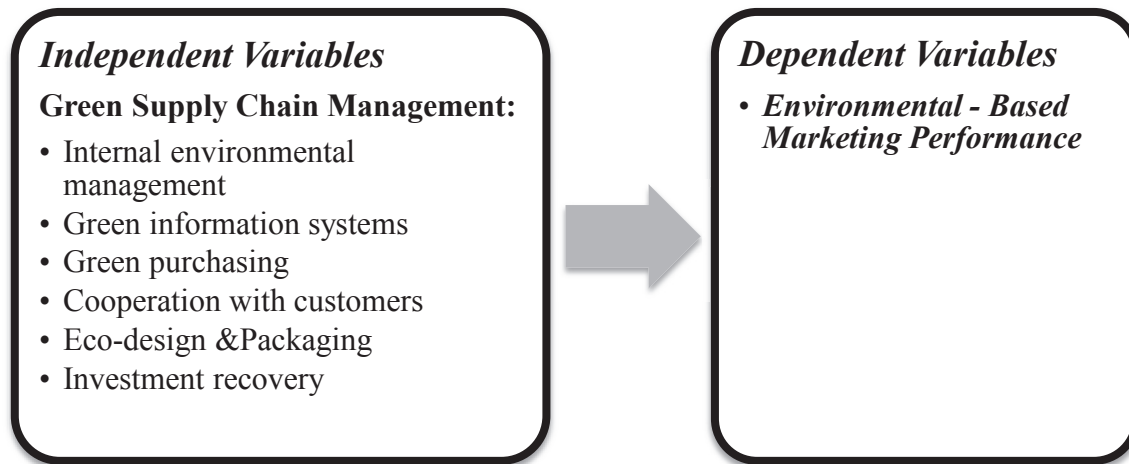 Independent Variables
Green Supply Chain Management:
• Internal environmental
management
• Green information systems
• Green purchasing
• Cooperation with customers
• Eco-design &Packaging
• Investment recovery
Dependent Variables
• Environmental - Based
Marketing Performance